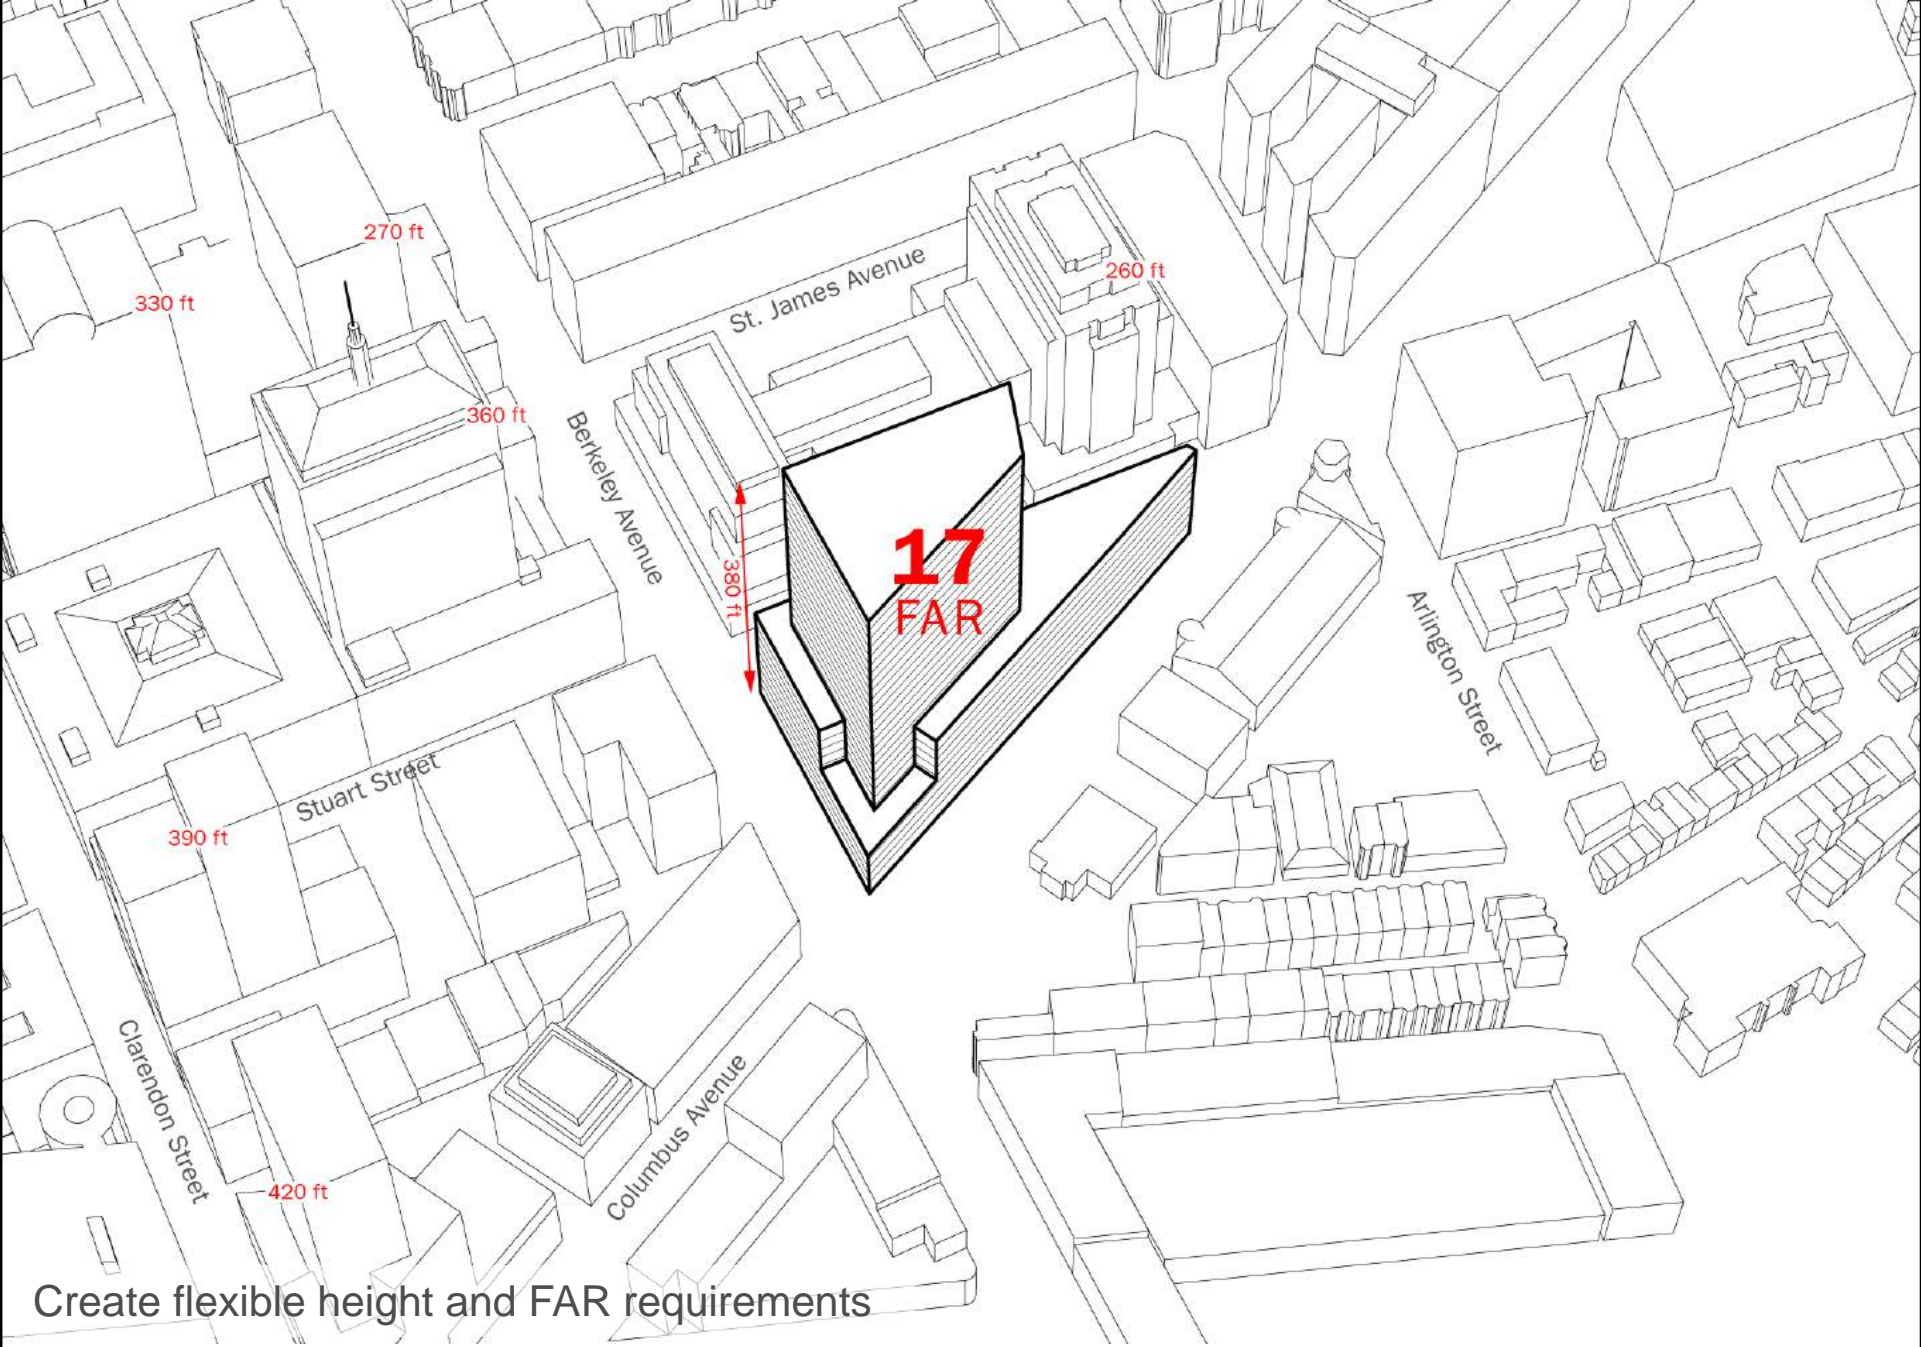 270 ft
260 ft
330 ft
St. James Avenue
360 ft
Berkeley Avenue
380 ft
17
FAR
Arlington Street
Stuart Street
390 ft
Clarendon Street
Columbus Avenue
420 ft
Create flexible height and FAR requirements